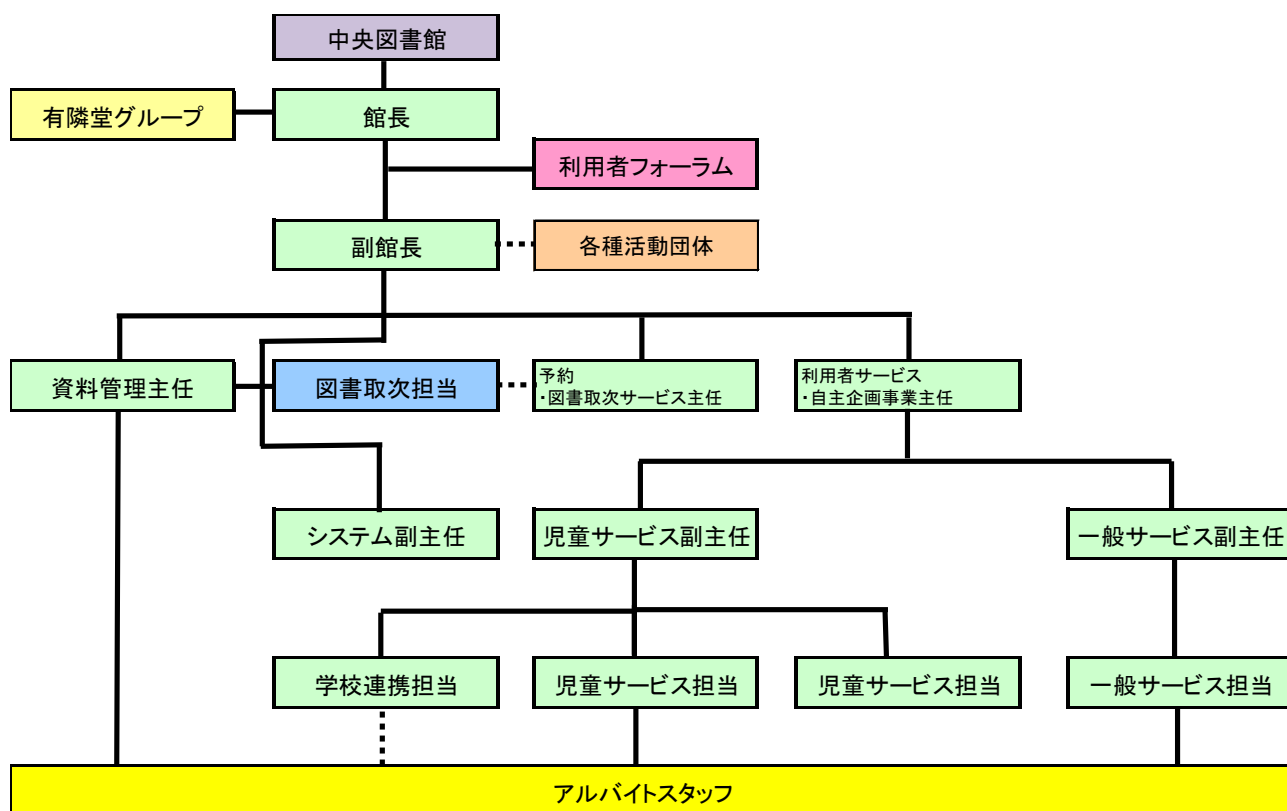 中央図書館
有隣堂グループ
館長
利用者フォーラム
副館長
各種活動団体
資料管理主任
図書取次担当
予約
・図書取次サービス主任
利用者サービス
・自主企画事業主任
システム副主任
児童サービス副主任
一般サービス副主任
学校連携担当
児童サービス担当
児童サービス担当
一般サービス担当
アルバイトスタッフ